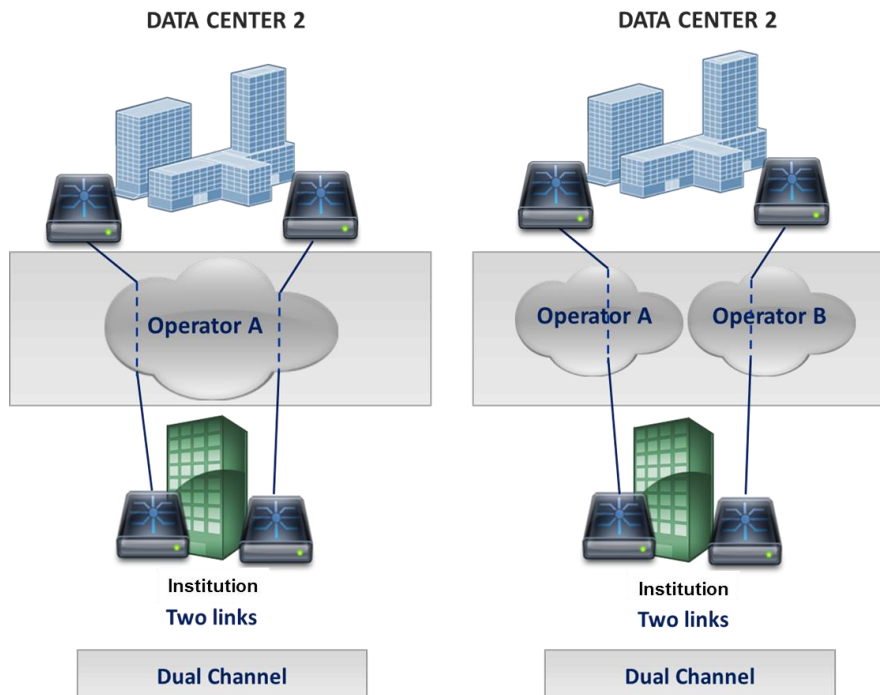 DATA CENTER 2
Operator A
Institution
Two links
Dual Channel
DATA CENTER 2
Operator A
Operator B
Institution
Two links
Dual Channel